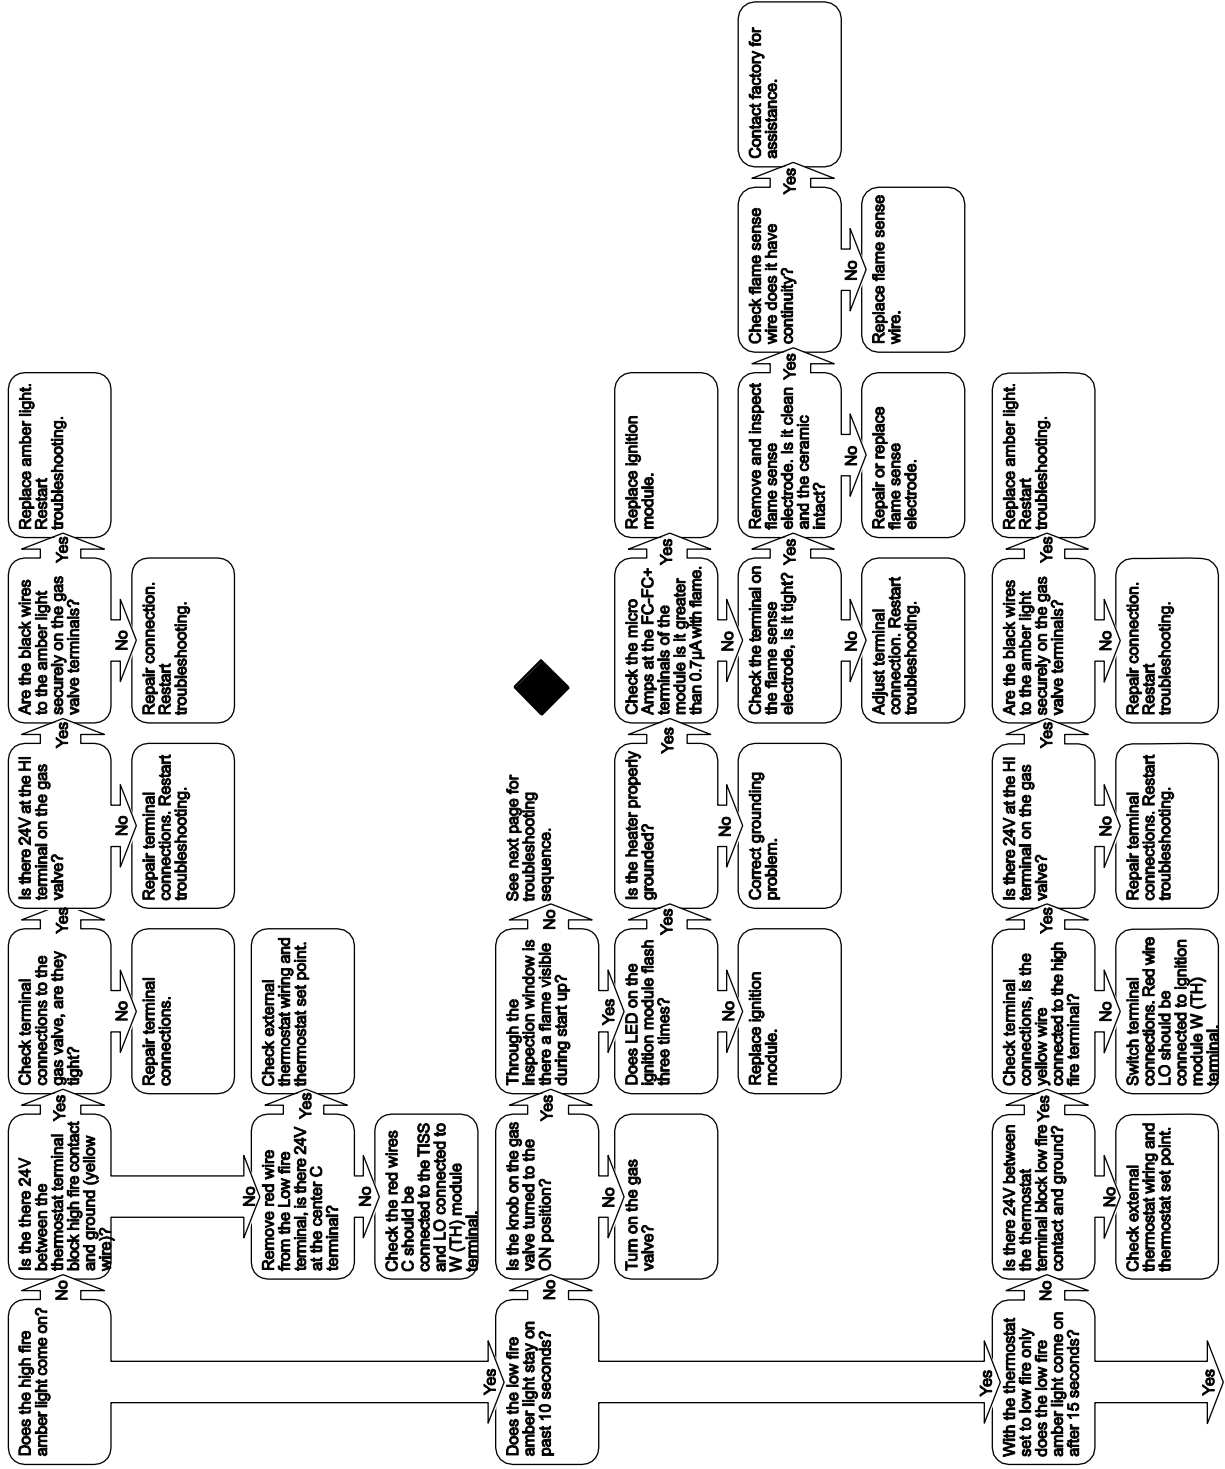 Does the high fire
amber light come on?
No
Is the there 24V
between the
thermostat terminal
block high fire contact
and ground (yellow
wire)?
Yes
Check terminal
connections to the
gas valve, are they
tight?
Yes
Is there 24V at the HI
terminal on the gas
valve?
Yes
Are the black wires
to the amber light
securely on the gas
valve terminals?
Yes
Replace amber light.
Restart
troubleshooting.
No
Repair terminal
connections.
No
Repair terminal
connections. Restart
troubleshooting.
No
Repair connection.
Restart
troubleshooting.
No
Remove red wire
from the Low fire
terminal, is there 24V
at the center C
terminal?
Yes
Check external
thermostat wiring and
thermostat set point.
No
Check the red wires
C should be
connected to the TISS
and LO connected to
W (TH) module
terminal.
Yes
Does the low fire
amber light stay on
past 10 seconds?
No
Is the knob on the gas
valve turned to the
ON position?
Yes
Through the
inspection window is
there a flame visible
during start up?
No
See next page for
troubleshooting
sequence.
No
Turn on the gas
valve?
Yes
Does LED on the
Ignition module flash
three times?
Yes
Is the heater properly
grounded?
Yes
Check the micro
Amps at the FC-FC+
terminals of the
module is it greater
than 0.7µA with flame.
Yes
Replace ignition
module.
No
Replace ignition
module.
No
Correct grounding
problem.
No
Check the terminal on
the flame sense
electrode, is it tight?
Yes
Remove and inspect
flame sense
electrode. Is it clean
and the ceramic
intact?
Yes
Check flame sense
wire does it have
continuity?
Yes
Contact factory for
assistance.
No
Adjust terminal
connection. Restart
troubleshooting.
No
Repair or replace
flame sense
electrode.
No
Replace flame sense
wire.
Yes
With the thermostat
set to low fire only
does the low fire
amber light come on
after 15 seconds?
No
Is there 24V between
the thermostat
terminal block low fire
contact and ground?
Yes
Check terminal
connections, is the
yellow wire
connected to the high
fire terminal?
Yes
Is there 24V at the HI
terminal on the gas
valve?
Yes
Are the black wires
to the amber light
securely on the gas
valve terminals?
Yes
Replace amber light.
Restart
troubleshooting.
No
Check external
thermostat wiring and
thermostat set point.
No
Switch terminal
connections. Red wire
LO should be
connected to Ignition
module W (TH)
terminal.
No
Repair terminal
connections. Restart
troubleshooting.
No
Repair connection.
Restart
troubleshooting.
Yes